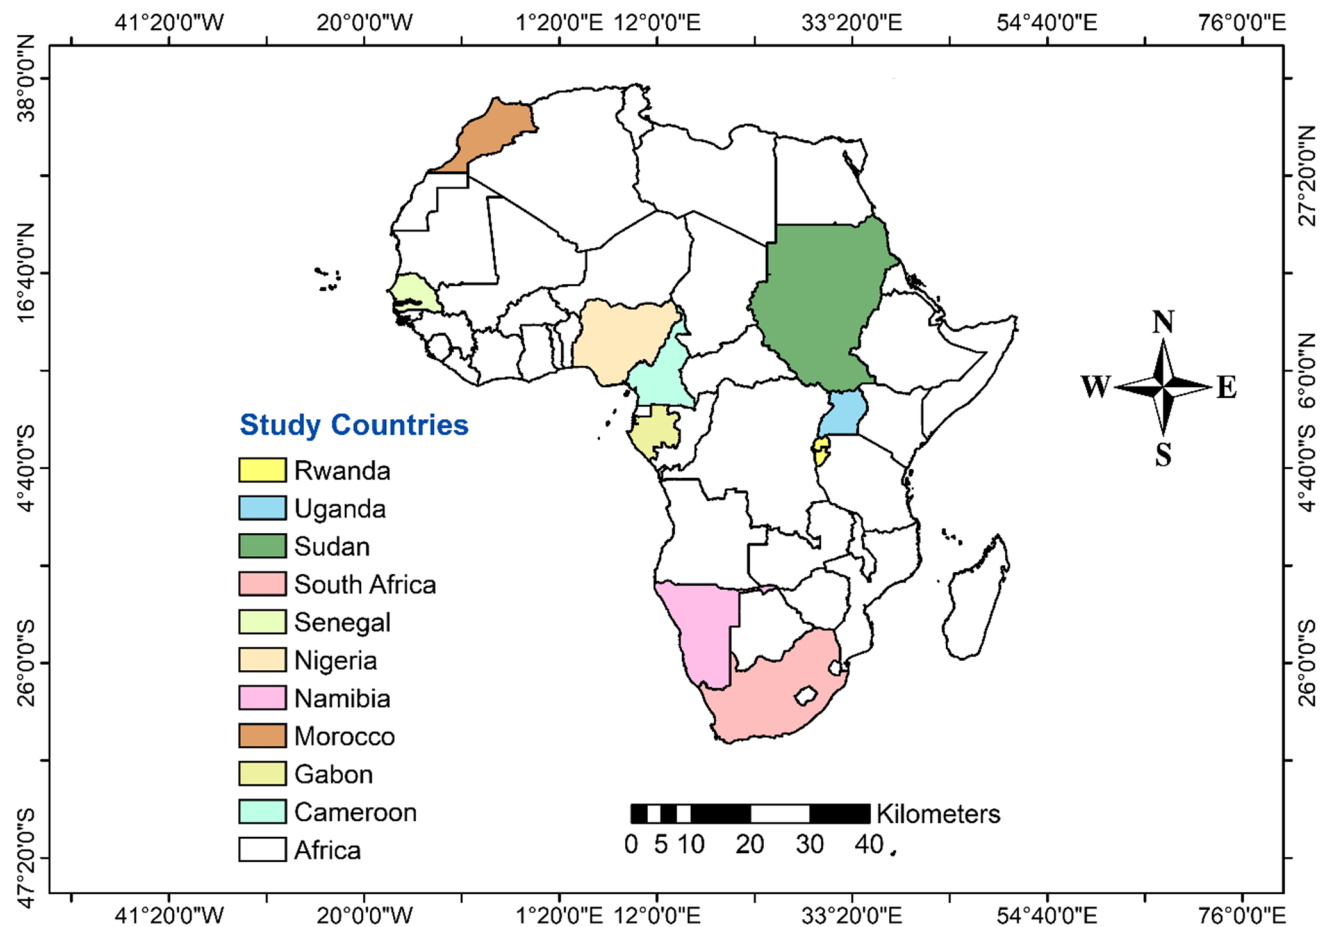 41°20'0"W 20°0'0"W 1°20'0"E 12°0'0"E 33°20'0"E 54°40'0"E 76°0'0"E
38°0'0"N
27°20'0"N
16°40'0"N
6°0'0"N
4°40'0"S
4°40'0"S
26°0'0"S
26°0'0"S
47°20'0"S
N
W E
S
Study Countries
Rwanda
Uganda
Sudan
South Africa
Senegal
Nigeria
Namibia
Morocco
Gabon
Cameroon
Africa
Kilometers
0 5 10 20 30 40
41°20'0"W 20°0'0"W 1°20'0"E 12°0'0"E 33°20'0"E 54°40'0"E 76°0'0"E